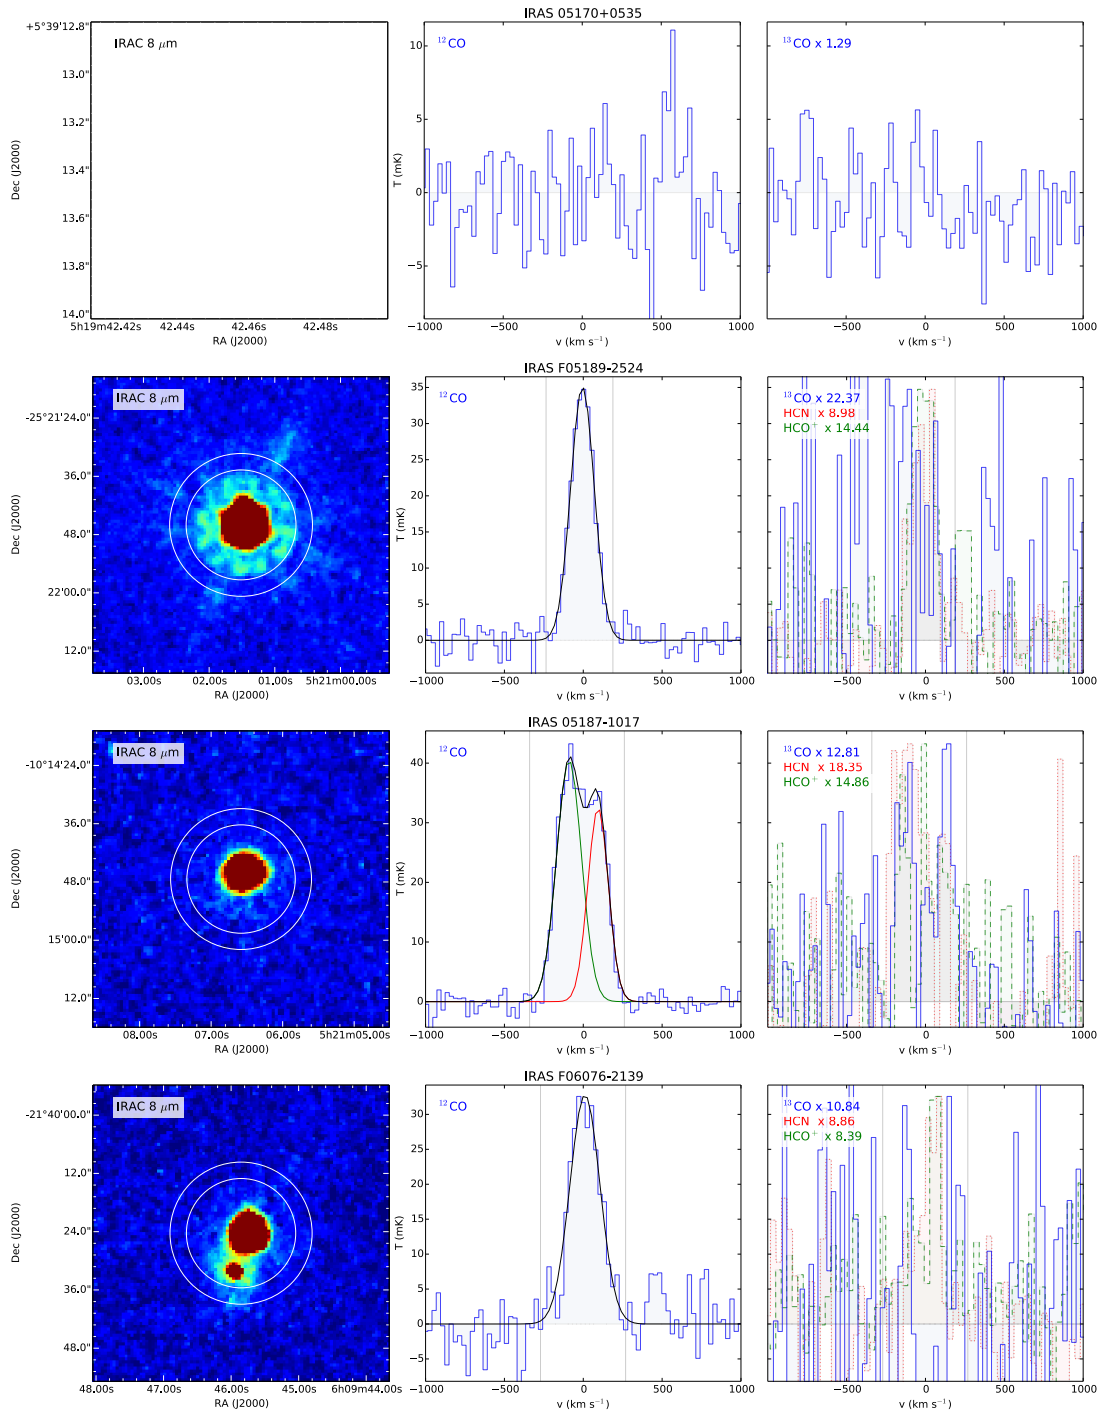 IRAS 05170+0535
IRAC 8 μm
+5°39'12.8"
13.0"
13.2"
13.4"
13.6"
13.8"
14.0"
Dec (J2000)
5h19m42.42s 42.44s 42.46s 42.48s
RA (J2000)
¹²CO
10
5
0
−5
T (mK)
−1000 −500 0 500 1000
v (km s⁻¹)
¹³CO x 1.29
−500 0 500 1000
v (km s⁻¹)
IRAS F05189-2524
IRAC 8 μm
-25°21'24.0"
36.0"
48.0"
22'00.0"
12.0"
Dec (J2000)
03.00s 02.00s 01.00s 5h21m00.00s
RA (J2000)
¹²CO
35
30
25
20
15
10
5
0
T (mK)
−1000 −500 0 500 1000
v (km s⁻¹)
¹³CO x 22.37
HCN x 8.98
HCO⁺ x 14.44
−500 0 500 1000
v (km s⁻¹)
IRAS 05187-1017
IRAC 8 μm
-10°14'24.0"
36.0"
48.0"
15'00.0"
12.0"
Dec (J2000)
08.00s 07.00s 06.00s 5h21m05.00s
RA (J2000)
¹²CO
40
30
20
10
0
T (mK)
−1000 −500 0 500 1000
v (km s⁻¹)
¹³CO x 12.81
HCN x 18.35
HCO⁺ x 14.86
−500 0 500 1000
v (km s⁻¹)
IRAS F06076-2139
IRAC 8 μm
-21°40'00.0"
12.0"
24.0"
36.0"
48.0"
Dec (J2000)
48.00s 47.00s 46.00s 45.00s 6h09m44.00s
RA (J2000)
¹²CO
30
25
20
15
10
5
0
−5
T (mK)
−1000 −500 0 500 1000
v (km s⁻¹)
¹³CO x 10.84
HCN x 8.86
HCO⁺ x 8.39
−500 0 500 1000
v (km s⁻¹)